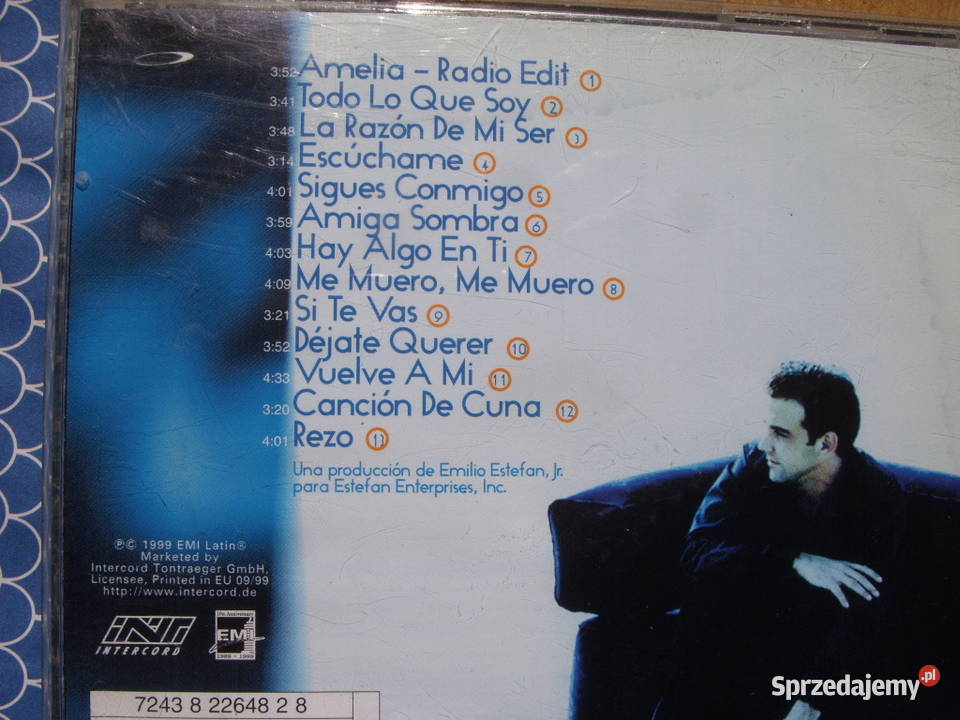 3:52 Amelia – Radio Edit 1
3:41 Todo Lo Que Soy 2
3:48 La Razón De Mi Ser 3
3:14 Escúchame 4
4:01 Sigues Conmigo 5
3:59 Amiga Sombra 6
4:03 Hay Algo En Ti 7
4:09 Me Muero, Me Muero 8
3:21 Si Te Vas 9
3:52 Déjate Querer 10
4:33 Vuelve A Mi 11
3:20 Canción De Cuna 12
4:01 Rezo 13
Una producción de Emilio Estefan, Jr.
para Estefan Enterprises, Inc.
℗© 1999 EMI Latin®
Marketed by
Intercord Tontraeger GmbH,
Licensee, Printed in EU 09/99
http://www.intercord.de
INT
INTERCORD
Anniversary
EMI
1989 - 1999
7243 8 22648 2 8
Sprzedajemy.pl